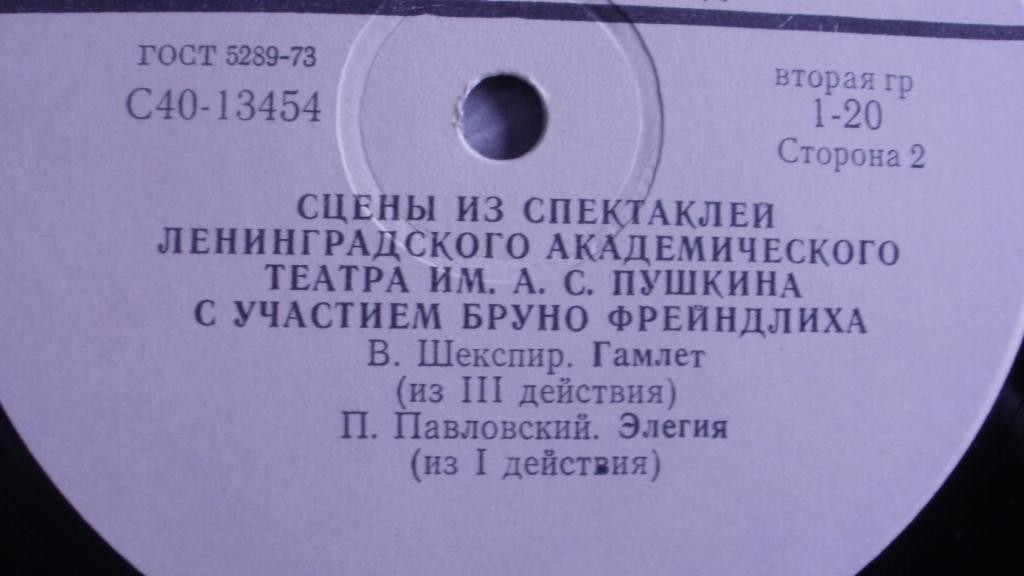 ГОСТ 5289-73
С40-13454
вторая гр
1-20
Сторона 2
СЦЕНЫ ИЗ СПЕКТАКЛЕЙ
ЛЕНИНГРАДСКОГО АКАДЕМИЧЕСКОГО
ТЕАТРА ИМ. А. С. ПУШКИНА
С УЧАСТИЕМ БРУНО ФРЕЙНДЛИХА
В. Шекспир. Гамлет
(из III действия)
П. Павловский. Элегия
(из I действия)